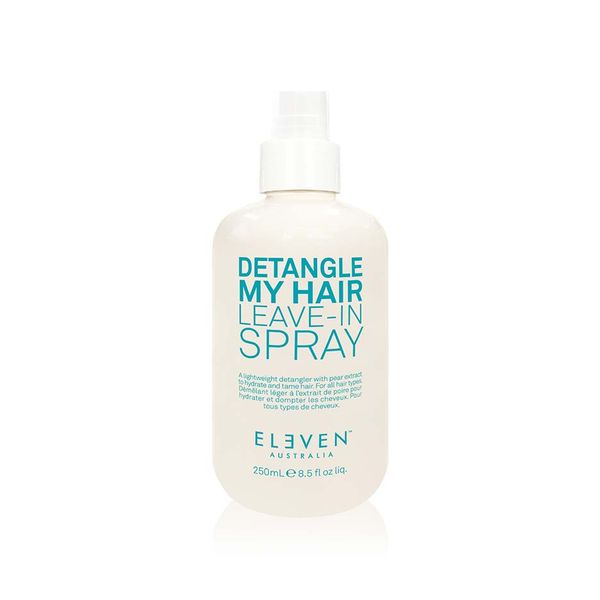 DETANGLE
MY HAIR
LEAVE-IN
SPRAY
A lightweight detangler with pear extract
to hydrate and tame hair. For all hair types.
Démêlant léger à l'extrait de poire pour
hydrater et dompter les cheveux. Pour
tous types de cheveux.
ELEVEN™
AUSTRALIA
250mL ℮ 8.5 fl oz liq.